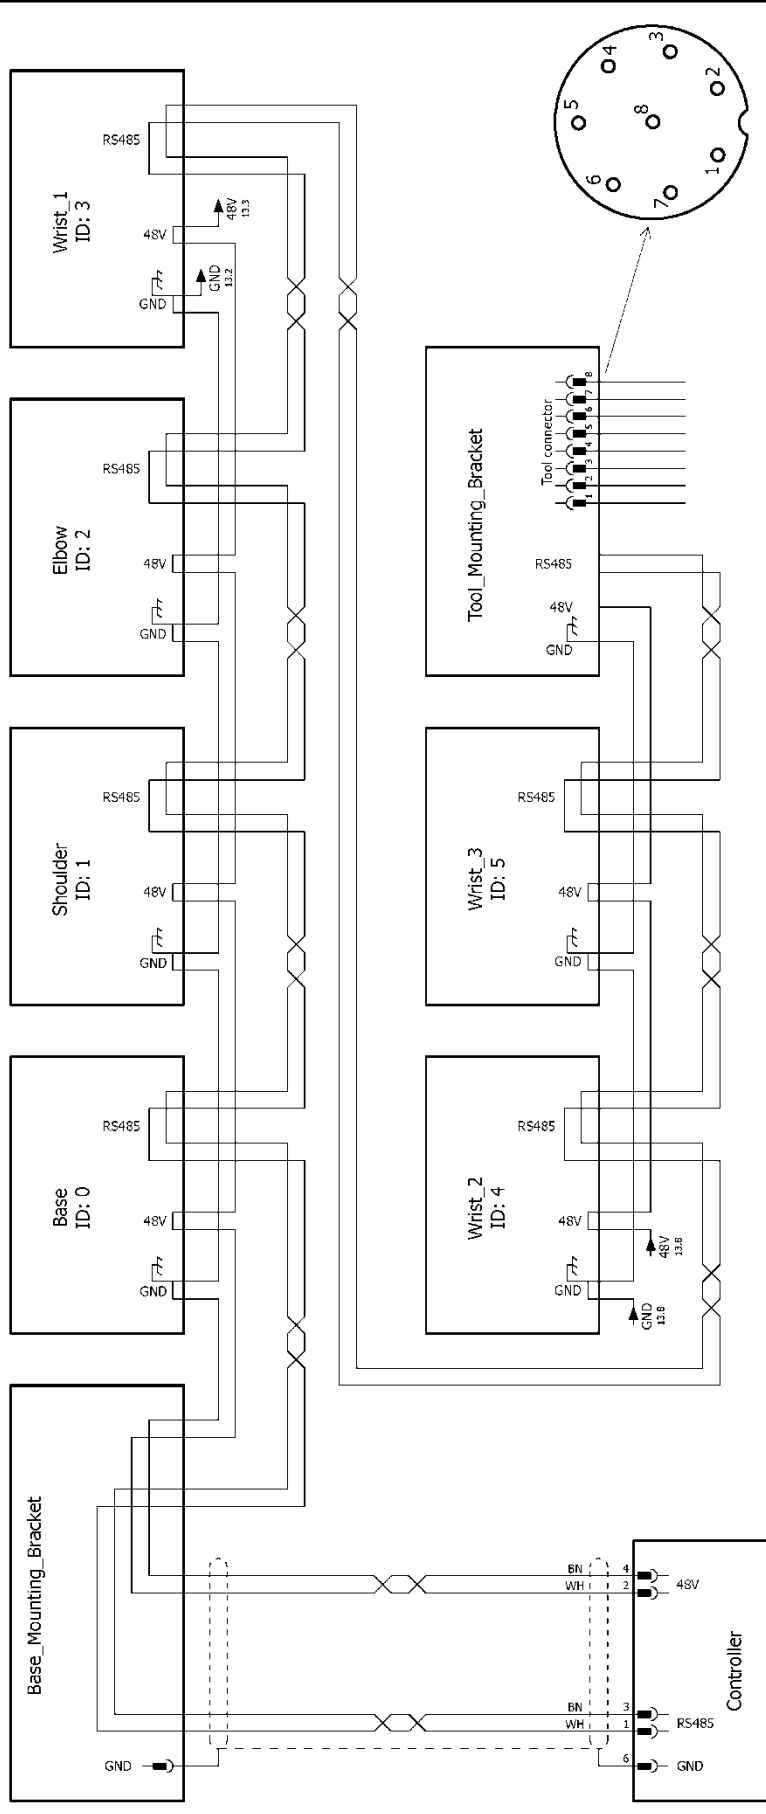 RS485
Wrist_1
ID: 3
48V
48V
13.3
GND
13.2
GND
RS485
Elbow
ID: 2
48V
GND
RS485
Shoulder
ID: 1
48V
GND
RS485
Base
ID: 0
48V
GND
Base_Mounting_Bracket
GND
1
2
3
4
5
6
7
8
Tool_Mounting_Bracket
Tool connector
8
7
6
5
4
3
2
1
RS485
48V
GND
RS485
Wrist_3
ID: 5
48V
GND
RS485
Wrist_2
ID: 4
48V
48V
13.8
GND
GND
13.8
BN 4
WH 2
48V
BN 3
WH 1
RS485
6
GND
Controller